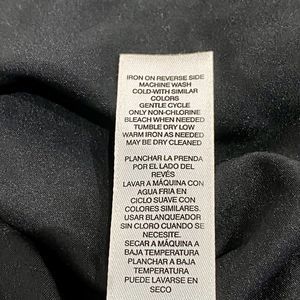 IRON ON REVERSE SIDE
MACHINE WASH
COLD-WITH SIMILAR
COLORS
GENTLE CYCLE
ONLY NON-CHLORINE
BLEACH WHEN NEEDED
TUMBLE DRY LOW
WARM IRON AS NEEDED
MAY BE DRY CLEANED
PLANCHAR LA PRENDA
POR EL LADO DEL
REVÉS
LAVAR A MÁQUINA CON
AGUA FRIA EN
CICLO SUAVE CON
COLORES SIMILARES.
USAR BLANQUEADOR
SIN CLORO CUANDO SE
NECESITE.
SECAR A MÁQUINA A
BAJA TEMPERATURA
PLANCHAR A BAJA
TEMPERATURA
PUEDE LAVARSE EN
SECO